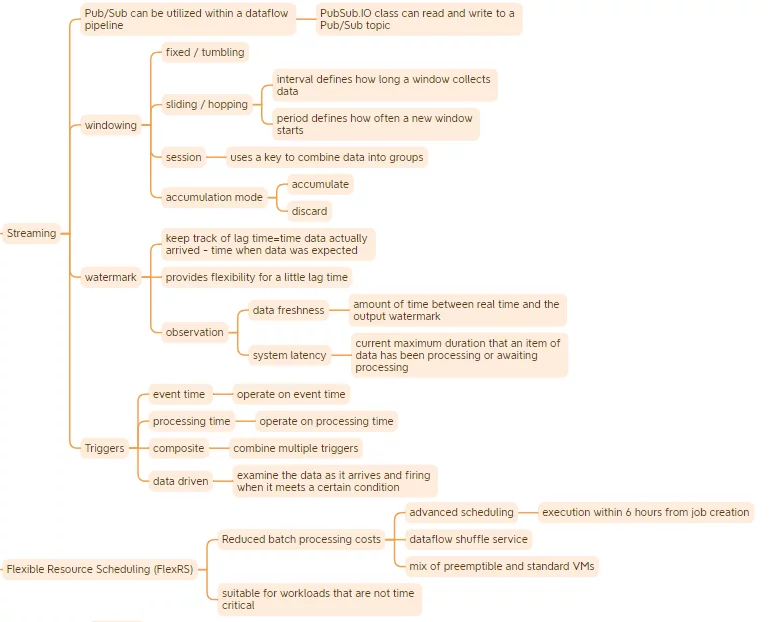 Pub/Sub can be utilized within a dataflow
pipeline
PubSub.IO class can read and write to a
Pub/Sub topic
fixed / tumbling
interval defines how long a window collects
data
sliding / hopping
period defines how often a new window
starts
windowing
session
uses a key to combine data into groups
accumulate
accumulation mode
discard
Streaming
keep track of lag time=time data actually
arrived - time when data was expected
watermark
provides flexibility for a little lag time
data freshness
amount of time between real time and the
output watermark
observation
system latency
current maximum duration that an item of
data has been processing or awaiting
processing
event time
operate on event time
processing time
operate on processing time
Triggers
composite
combine multiple triggers
data driven
examine the data as it arrives and firing
when it meets a certain condition
advanced scheduling
execution within 6 hours from job creation
Reduced batch processing costs
dataflow shuffle service
mix of preemptible and standard VMs
Flexible Resource Scheduling (FlexRS)
suitable for workloads that are not time
critical